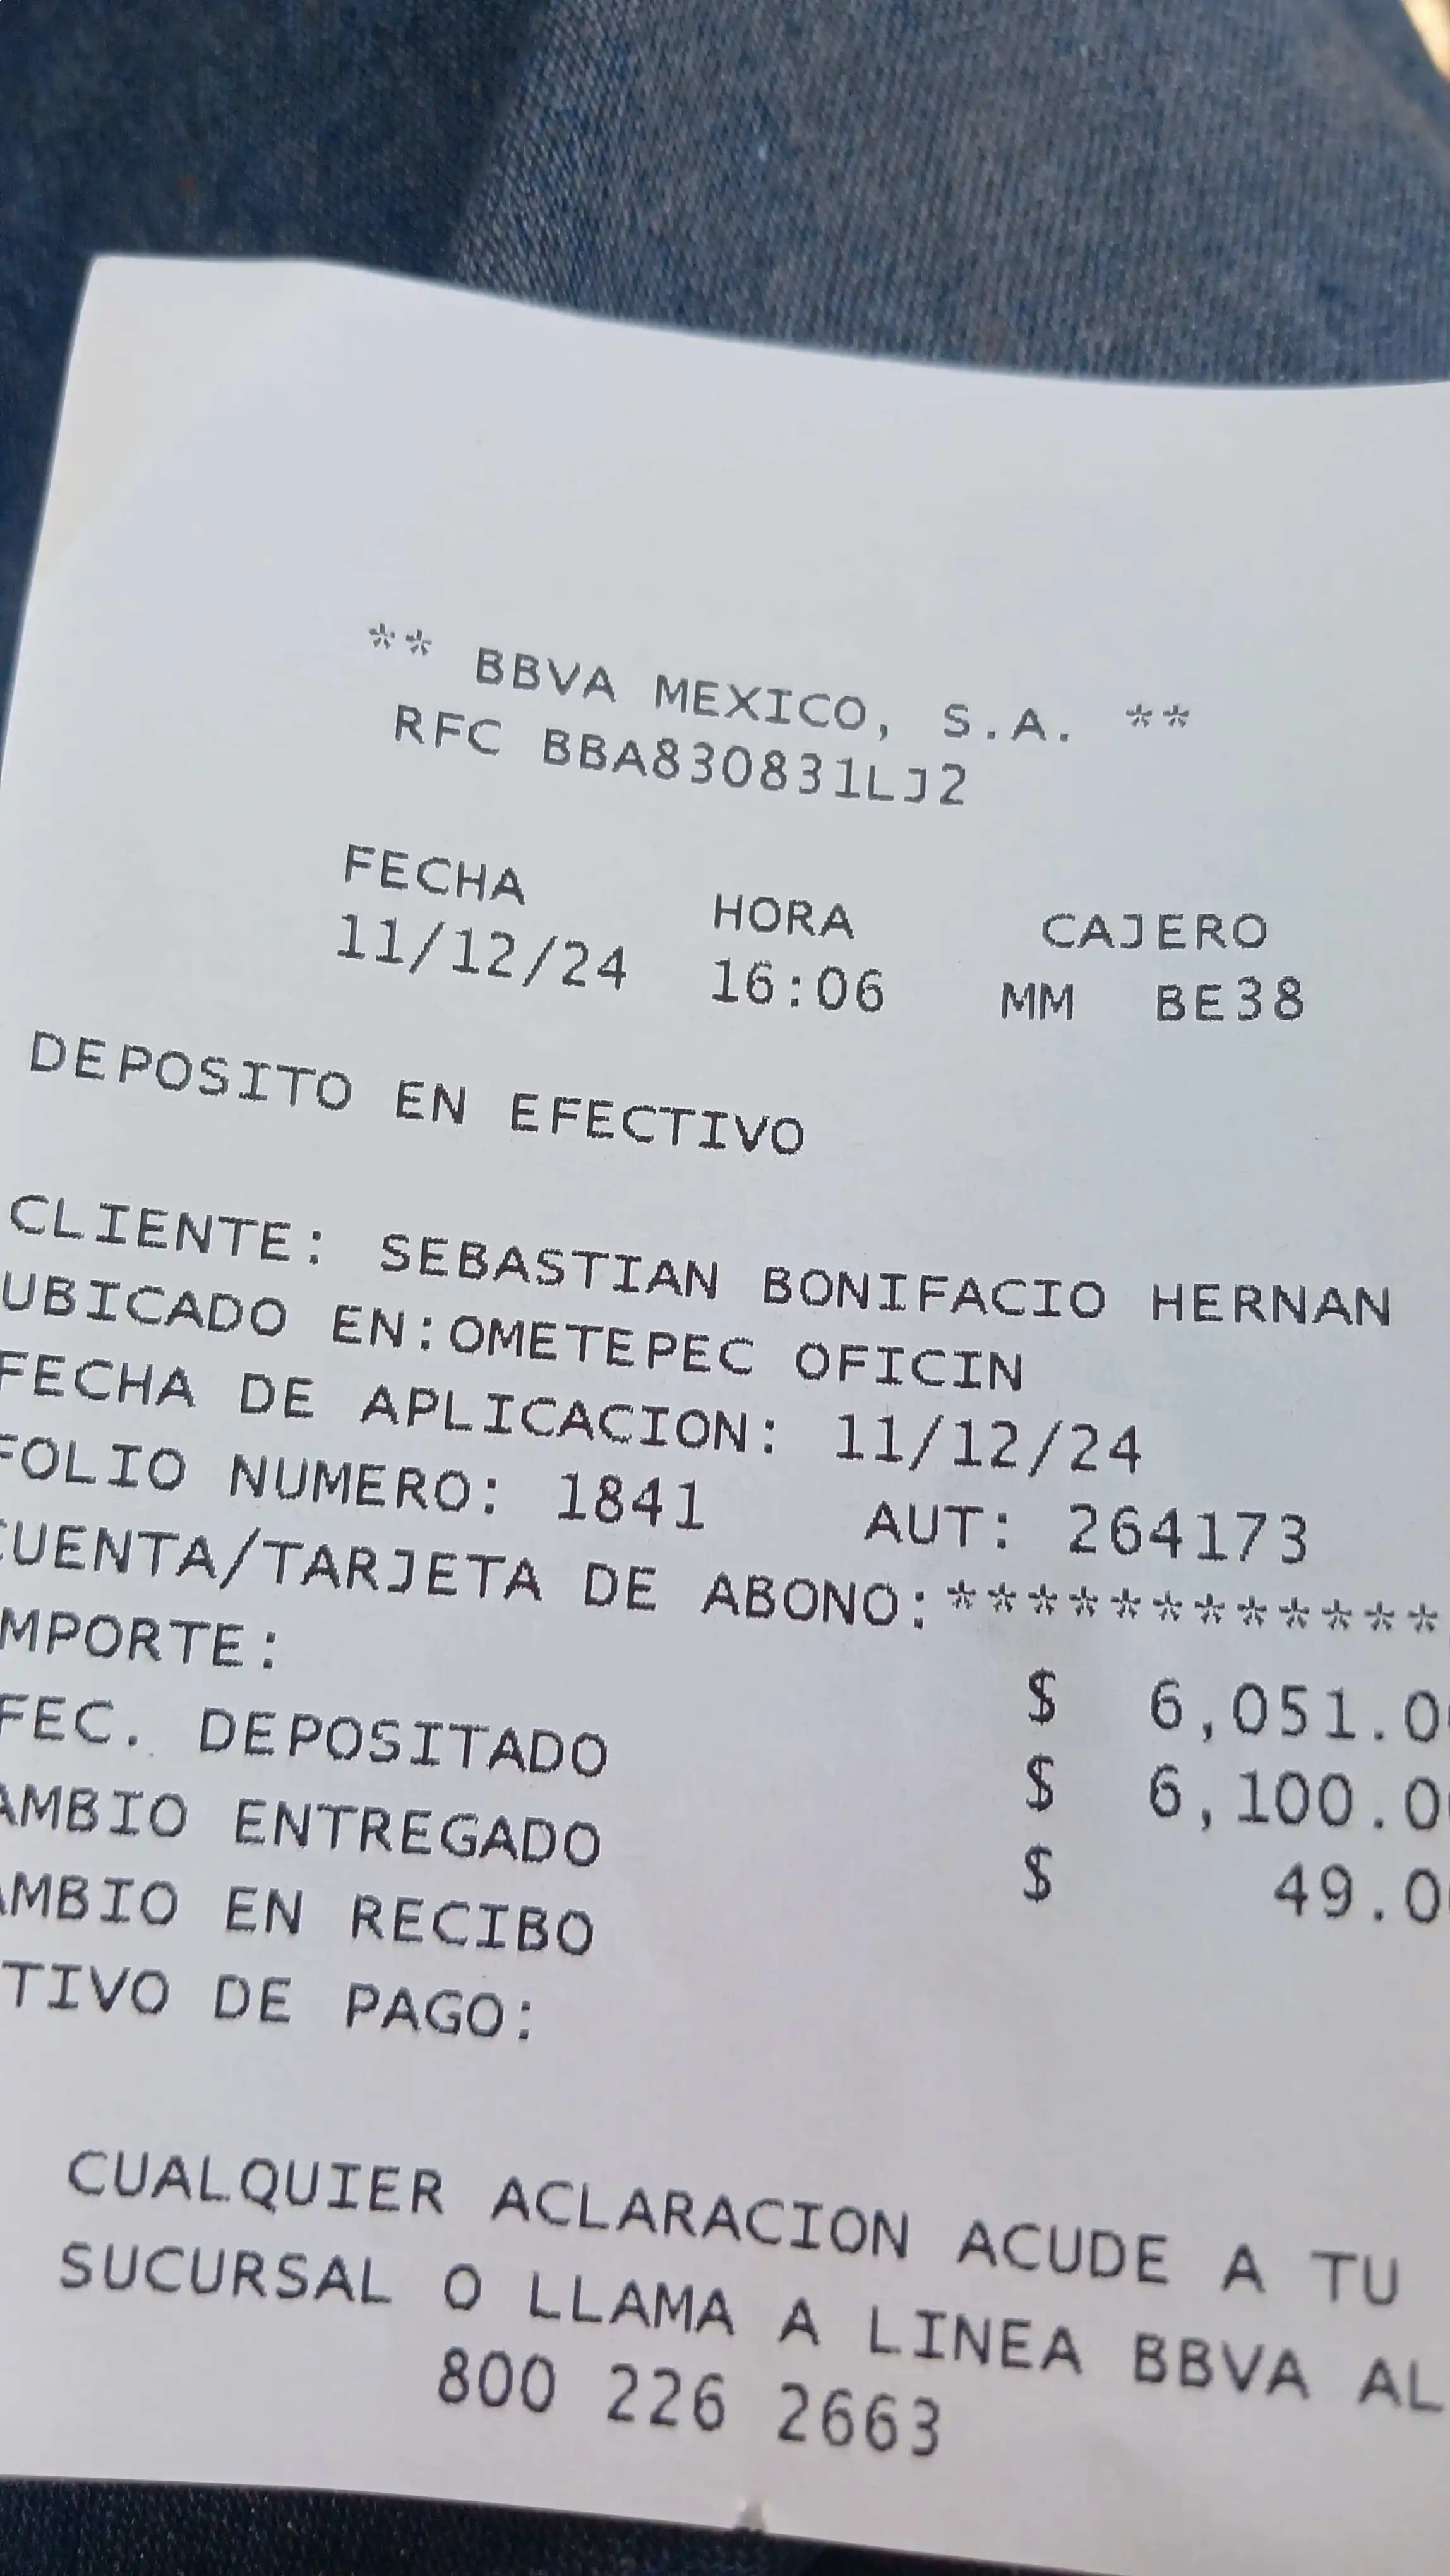 ** BBVA MEXICO, S.A. **
RFC BBA830831LJ2
FECHA HORA CAJERO
11/12/24 16:06 MM BE38
DEPOSITO EN EFECTIVO
CLIENTE: SEBASTIAN BONIFACIO HERNAN
UBICADO EN:OMETEPEC OFICIN
FECHA DE APLICACION: 11/12/24
FOLIO NUMERO: 1841 AUT: 264173
CUENTA/TARJETA DE ABONO:************
MPORTE: $ 6,051.0
FEC. DEPOSITADO $ 6,100.0
AMBIO ENTREGADO $ 49.0
AMBIO EN RECIBO
TIVO DE PAGO:
CUALQUIER ACLARACION ACUDE A TU
SUCURSAL O LLAMA A LINEA BBVA AL
800 226 2663